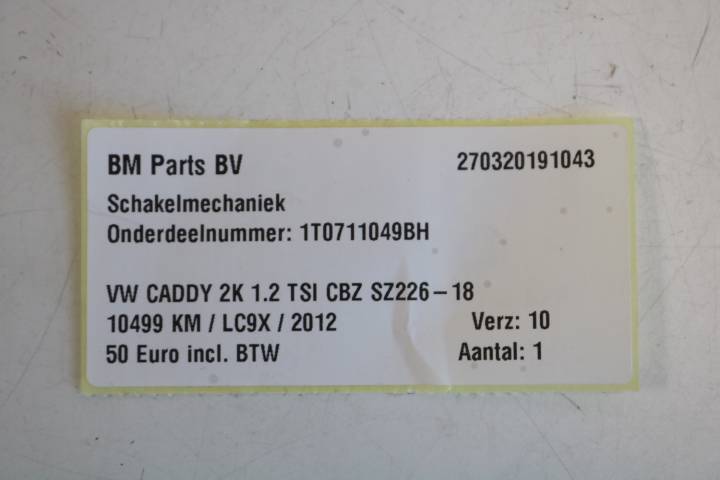 BM Parts BV 270320191043
Schakelmechaniek
Onderdeelnummer: 1T0711049BH
VW CADDY 2K 1.2 TSI CBZ SZ226-18
10499 KM / LC9X / 2012 Verz: 10
50 Euro incl. BTW Aantal: 1